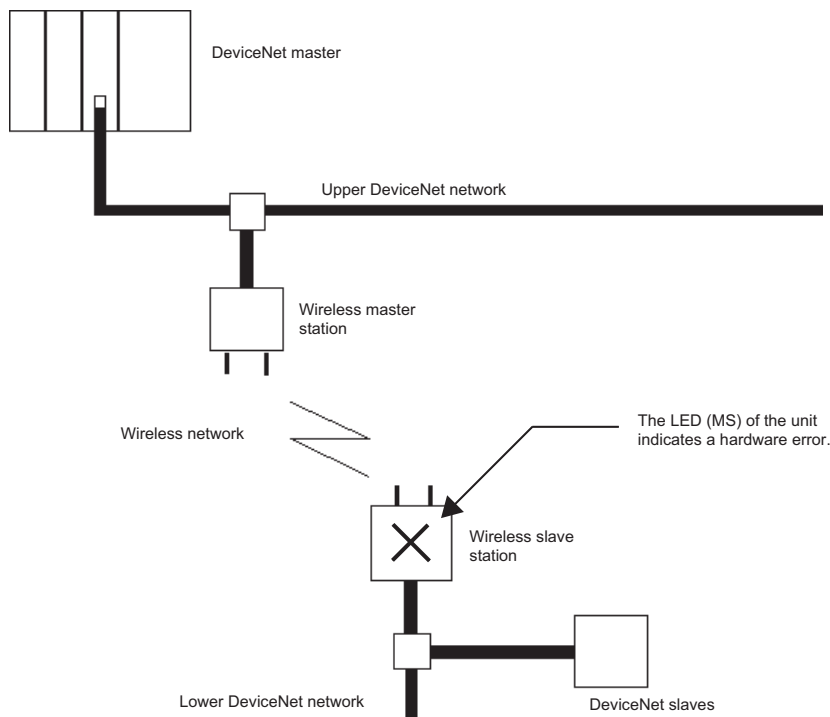 DeviceNet master
Upper DeviceNet network
Wireless master
station
Wireless network
The LED (MS) of the unit
indicates a hardware error.
Wireless slave
station
Lower DeviceNet network
DeviceNet slaves